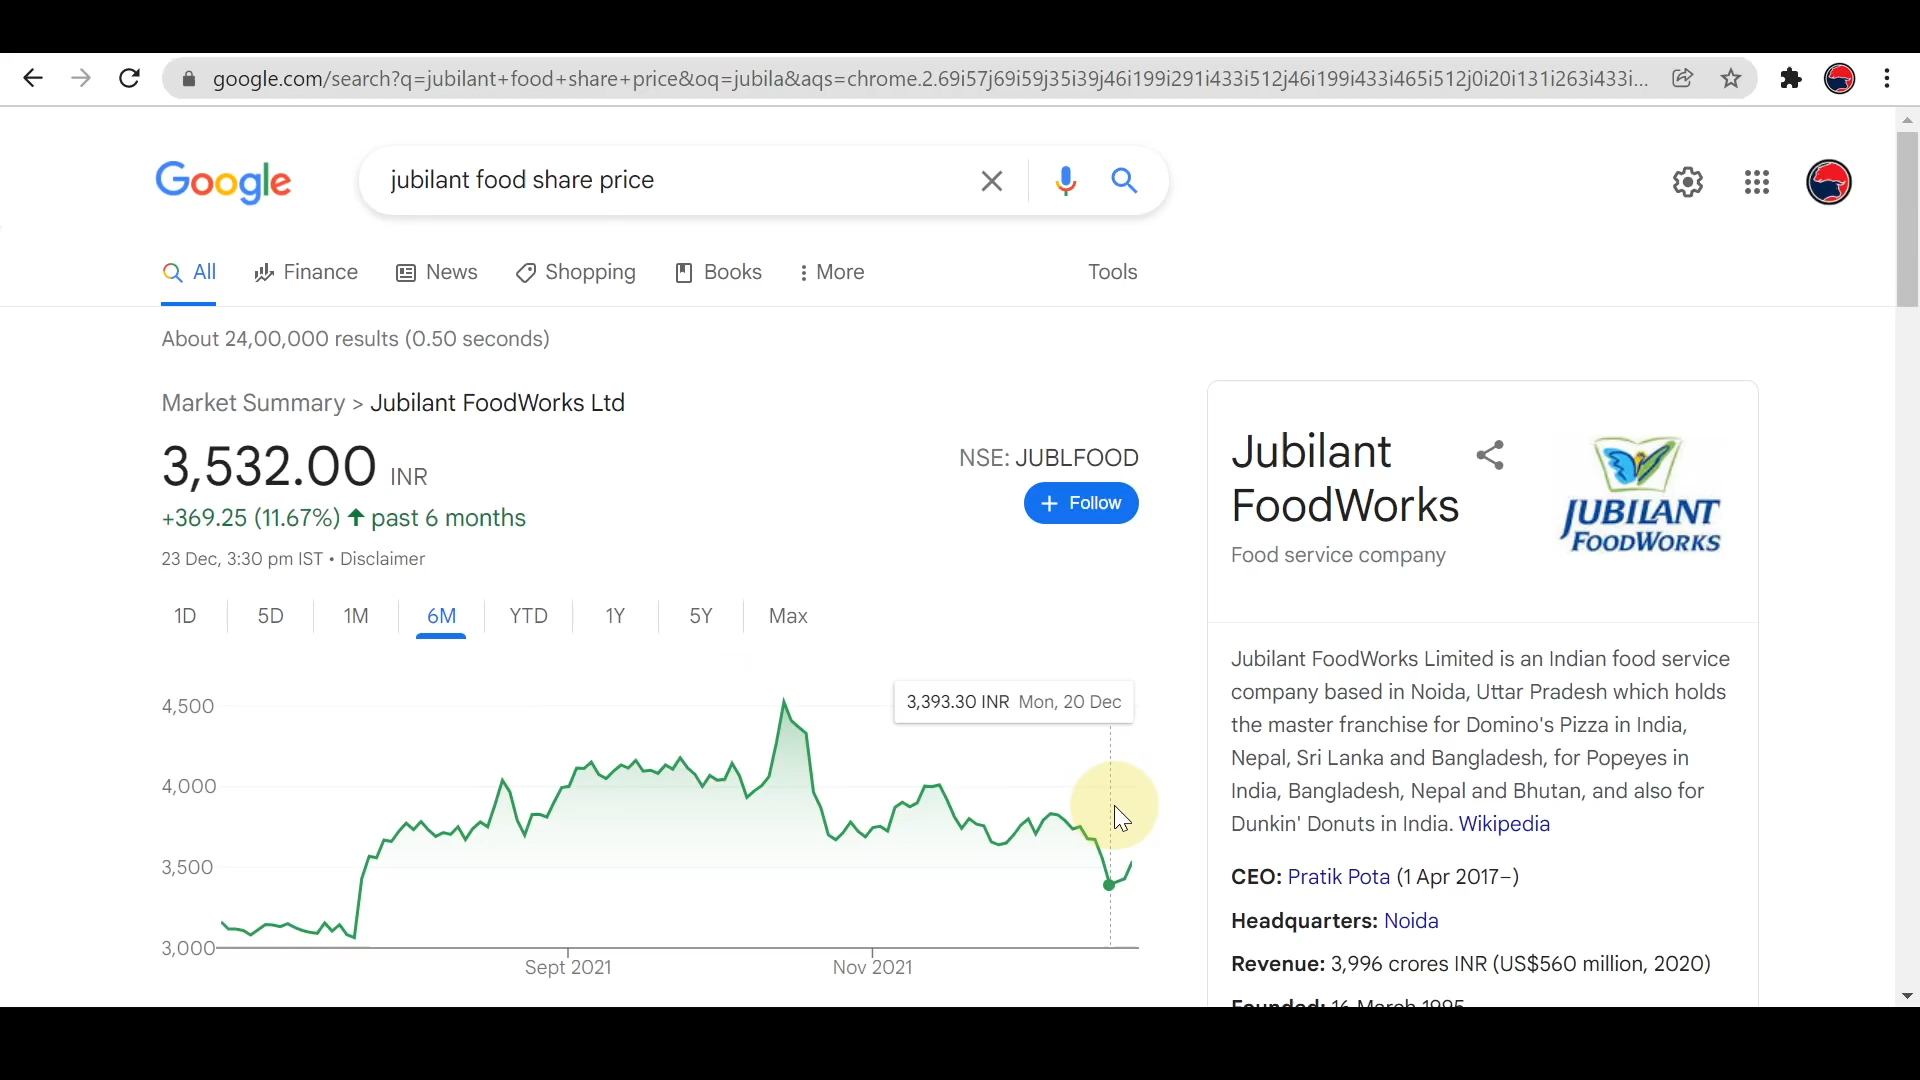 google.com/search?q=jubilant+food+share+price&oq=jubila&aqs=chrome.2.69i57j69i59j35i39j46i199i291i433i512j46i199i433i465i512j0i20i131i263i433i...
Google
jubilant food share price
All
Finance
News
Shopping
Books
More
Tools
About 24,00,000 results (0.50 seconds)
Market Summary > Jubilant FoodWorks Ltd
3,532.00 INR
NSE: JUBLFOOD
+ Follow
+369.25 (11.67%) ↑ past 6 months
23 Dec, 3:30 pm IST • Disclaimer
1D
5D
1M
6M
YTD
1Y
5Y
Max
3,393.30 INR Mon, 20 Dec
4,500
4,000
3,500
3,000
Sept 2021
Nov 2021
Jubilant
FoodWorks
Food service company
JUBILANT
FOODWORKS
Jubilant FoodWorks Limited is an Indian food service
company based in Noida, Uttar Pradesh which holds
the master franchise for Domino's Pizza in India,
Nepal, Sri Lanka and Bangladesh, for Popeyes in
India, Bangladesh, Nepal and Bhutan, and also for
Dunkin' Donuts in India. Wikipedia
CEO: Pratik Pota (1 Apr 2017–)
Headquarters: Noida
Revenue: 3,996 crores INR (US$560 million, 2020)
Founded: 16 March 1995